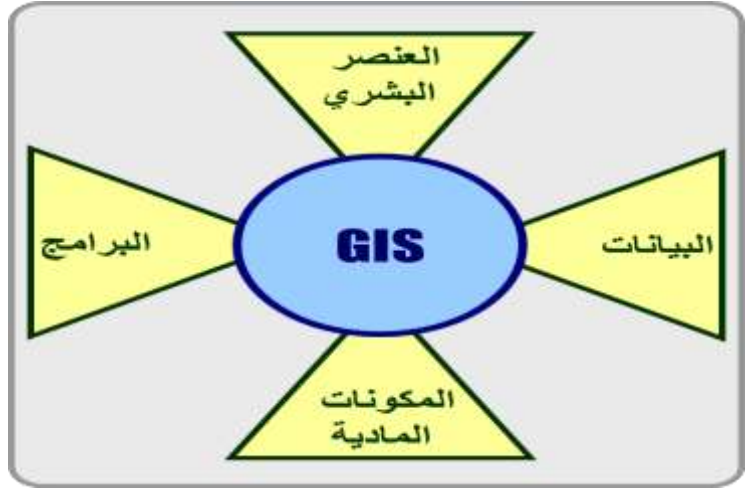 العنصر
البشري
البيانات
GIS
البرامج
المكونات
المادية